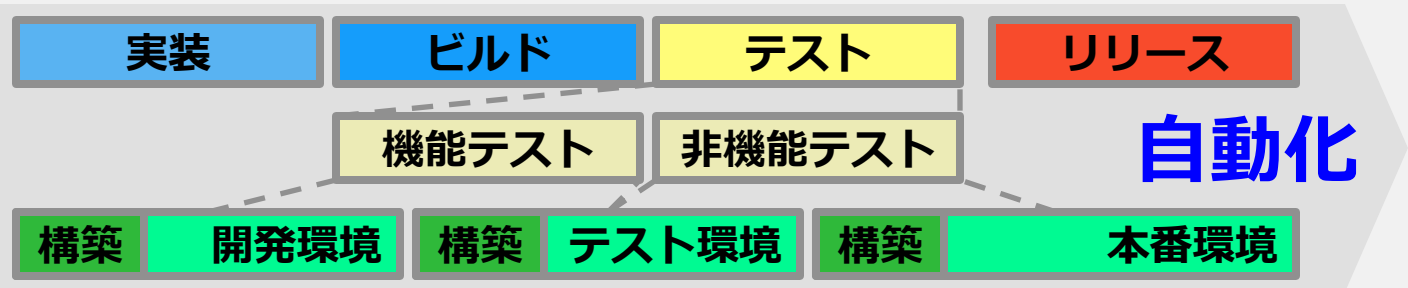 実装 ビルド テスト リリース
機能テスト 非機能テスト 自動化
構築 開発環境 構築 テスト環境 構築 本番環境